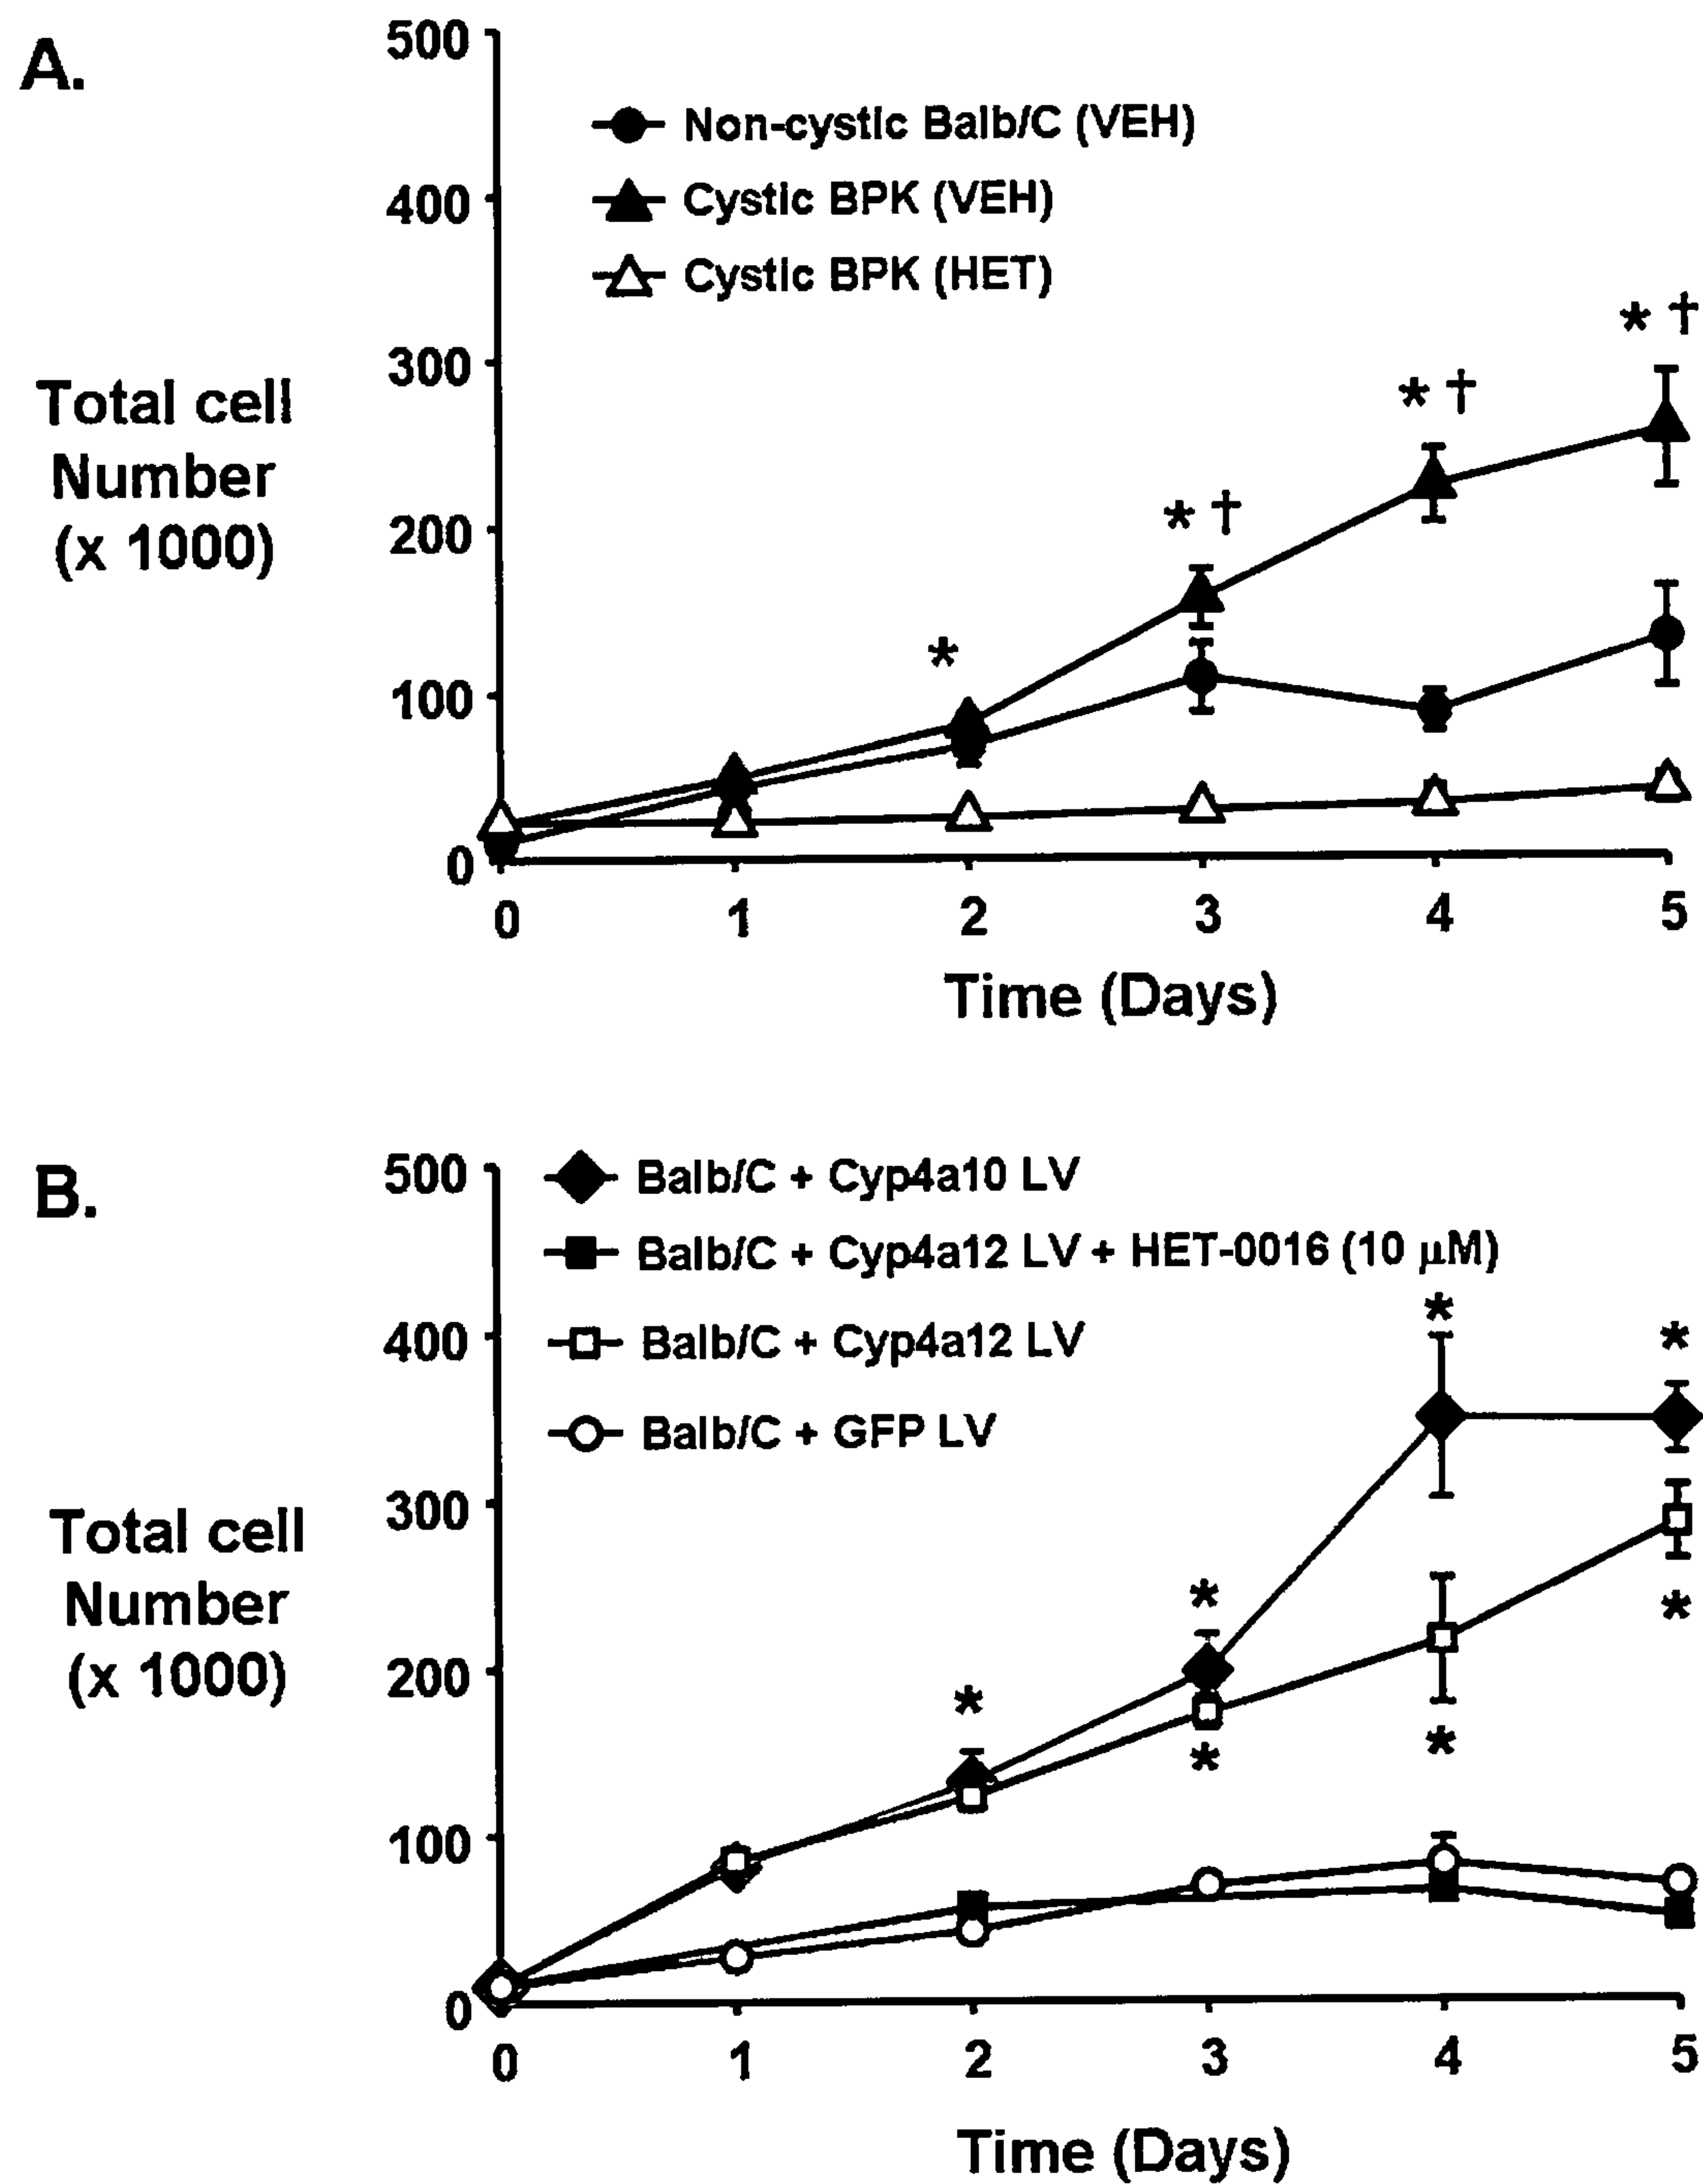 A.
500
400
300
200
100
0
Non-cystic Balb/C (VEH)
Cystic BPK (VEH)
Cystic BPK (HET)
Total cell
Number
(x 1000)
* † * † * † *
0 1 2 3 4 5
Time (Days)
B.
500
400
300
200
100
0
Balb/C + Cyp4a10 LV
Balb/C + Cyp4a12 LV + HET-0016 (10 µM)
Balb/C + Cyp4a12 LV
Balb/C + GFP LV
Total cell
Number
(x 1000)
* * * * * * *
0 1 2 3 4 5
Time (Days)